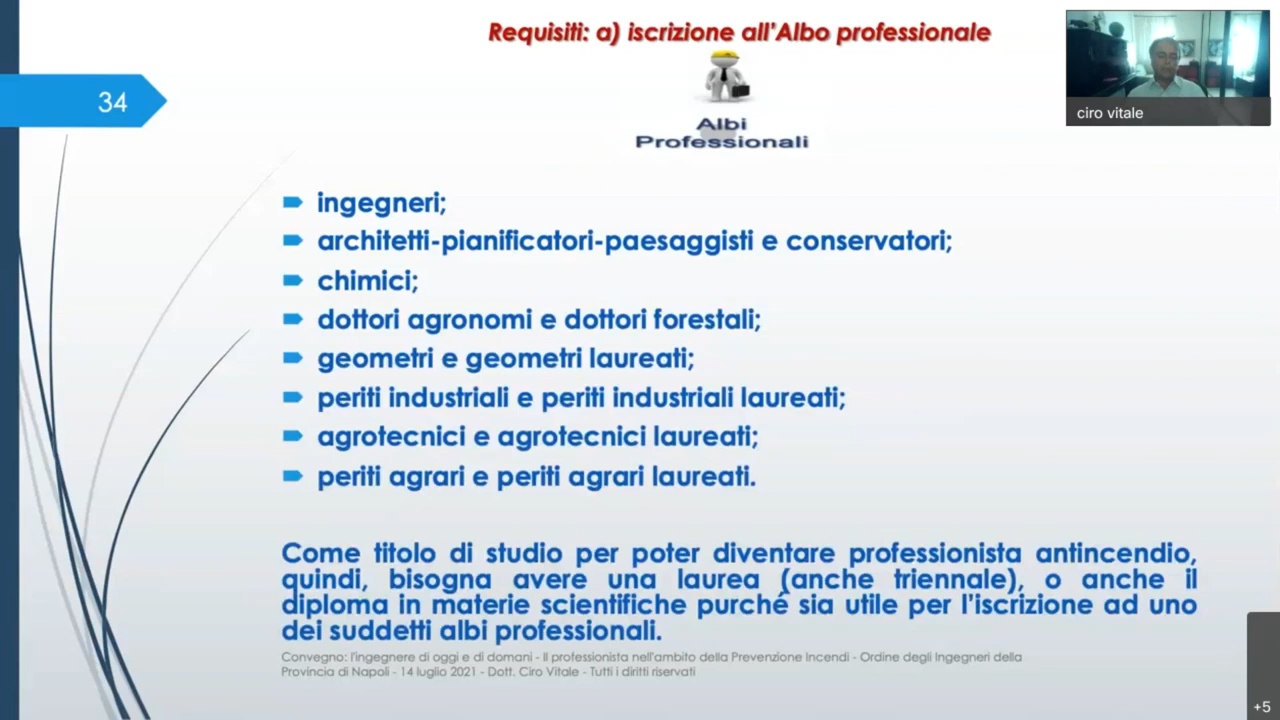 Requisiti: a) iscrizione all'Albo professionale
34
Albi
Professionali
ciro vitale
ingegneri;
architetti-pianificatori-paesaggisti e conservatori;
chimici;
dottori agronomi e dottori forestali;
geometri e geometri laureati;
periti industriali e periti industriali laureati;
agrotecnici e agrotecnici laureati;
periti agrari e periti agrari laureati.
Come titolo di studio per poter diventare professionista antincendio,
quindi, bisogna avere una laurea (anche triennale), o anche il
diploma in materie scientifiche purché sia utile per l'iscrizione ad uno
dei suddetti albi professionali.
Convegno: l'ingegnere di oggi e di domani - Il professionista nell'ambito della Prevenzione Incendi - Ordine degli Ingegneri della
Provincia di Napoli - 14 luglio 2021 - Dott. Ciro Vitale - Tutti i diritti riservati
+5